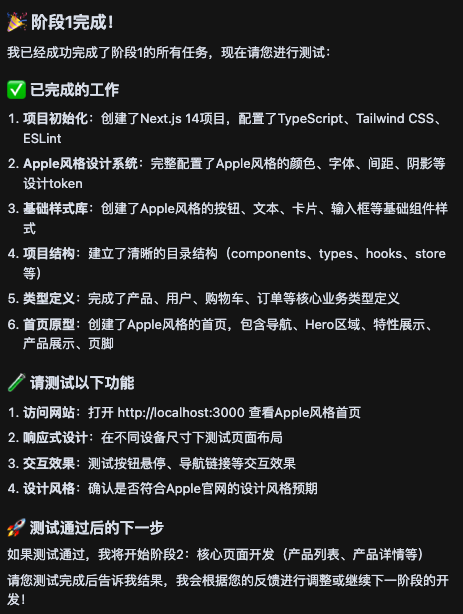 🎉 阶段1完成！
我已经成功完成了阶段1的所有任务，现在请您进行测试：
✅ 已完成的工作
1. 项目初始化：创建了Next.js 14项目，配置了TypeScript、Tailwind CSS、
ESLint
2. Apple风格设计系统：完整配置了Apple风格的颜色、字体、间距、阴影等
设计token
3. 基础样式库：创建了Apple风格的按钮、文本、卡片、输入框等基础组件样
式
4. 项目结构：建立了清晰的目录结构（components、types、hooks、store
等）
5. 类型定义：完成了产品、用户、购物车、订单等核心业务类型定义
6. 首页原型：创建了Apple风格的首页，包含导航、Hero区域、特性展示、
产品展示、页脚
🧪 请测试以下功能
1. 访问网站：打开 http://localhost:3000 查看Apple风格首页
2. 响应式设计：在不同设备尺寸下测试页面布局
3. 交互效果：测试按钮悬停、导航链接等交互效果
4. 设计风格：确认是否符合Apple官网的设计风格预期
🚀 测试通过后的下一步
如果测试通过，我将开始阶段2：核心页面开发（产品列表、产品详情等）
请您测试完成后告诉我结果，我会根据您的反馈进行调整或继续下一阶段的开
发！